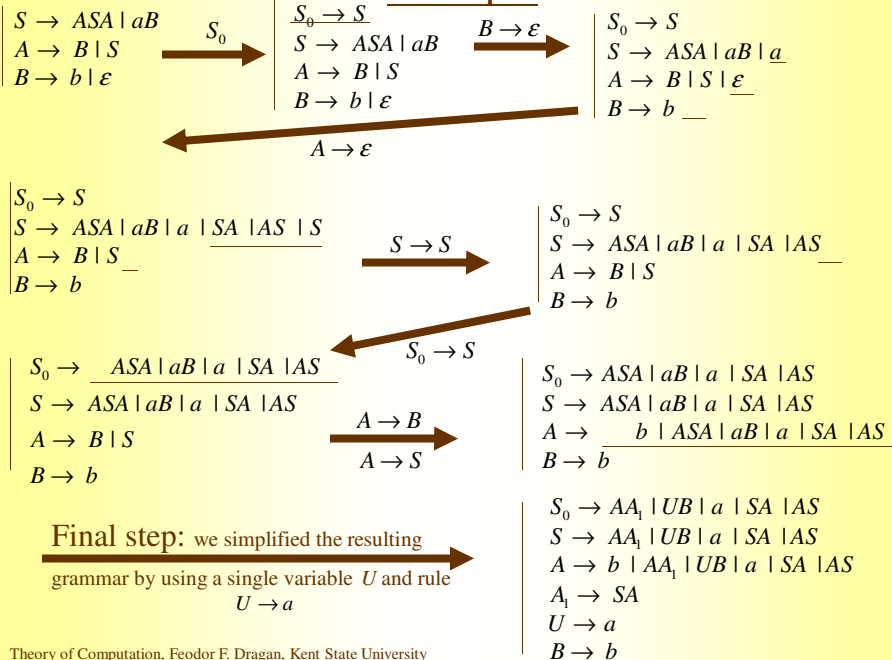 S → ASA | aB
A → B | S
B → b | ε
S₀
S₀ → S
S → ASA | aB
A → B | S
B → b | ε
B → ε
S₀ → S
S → ASA | aB | a
A → B | S | ε
B → b
A → ε
S₀ → S
S → ASA | aB | a | SA | AS | S
A → B | S
B → b
S → S
S₀ → S
S → ASA | aB | a | SA | AS
A → B | S
B → b
S₀ → S
S₀ → ASA | aB | a | SA | AS
S → ASA | aB | a | SA | AS
A → B | S
B → b
A → B
A → S
S₀ → ASA | aB | a | SA | AS
S → ASA | aB | a | SA | AS
A → b | ASA | aB | a | SA | AS
B → b
Final step: we simplified the resulting
grammar by using a single variable U and rule
U → a
S₀ → AA₁ | UB | a | SA | AS
S → AA₁ | UB | a | SA | AS
A → b | AA₁ | UB | a | SA | AS
A₁ → SA
U → a
B → b
Theory of Computation, Feodor F. Dragan, Kent State University